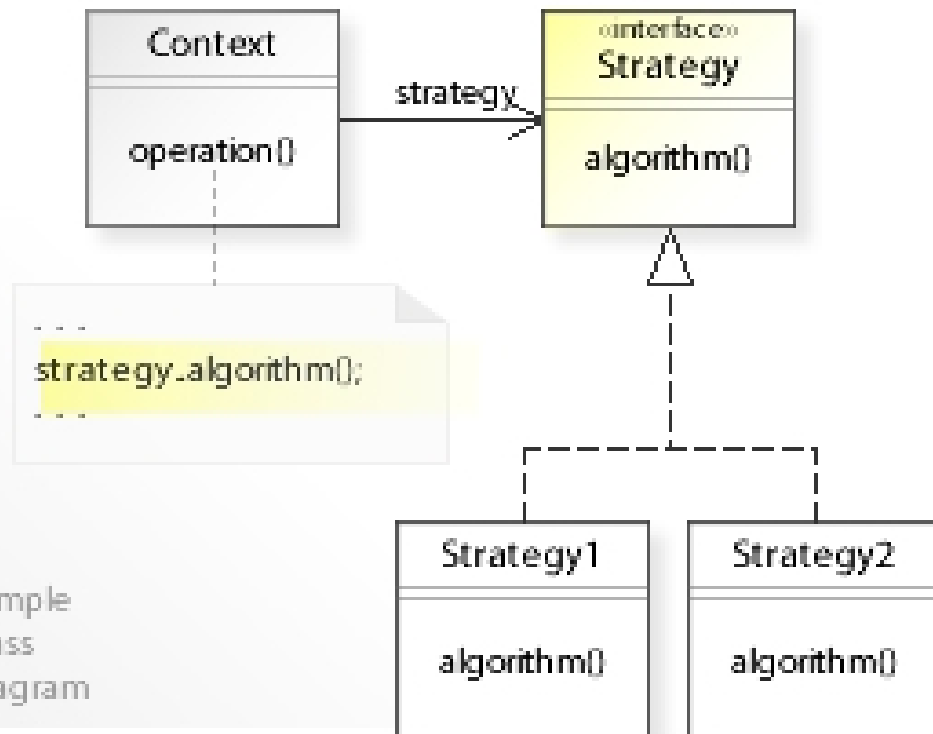 Context
operation()
strategy
«interface»
Strategy
algorithm()
. . .
strategy.algorithm();
. . .
Strategy1
algorithm()
Strategy2
algorithm()
mple
ss
agram